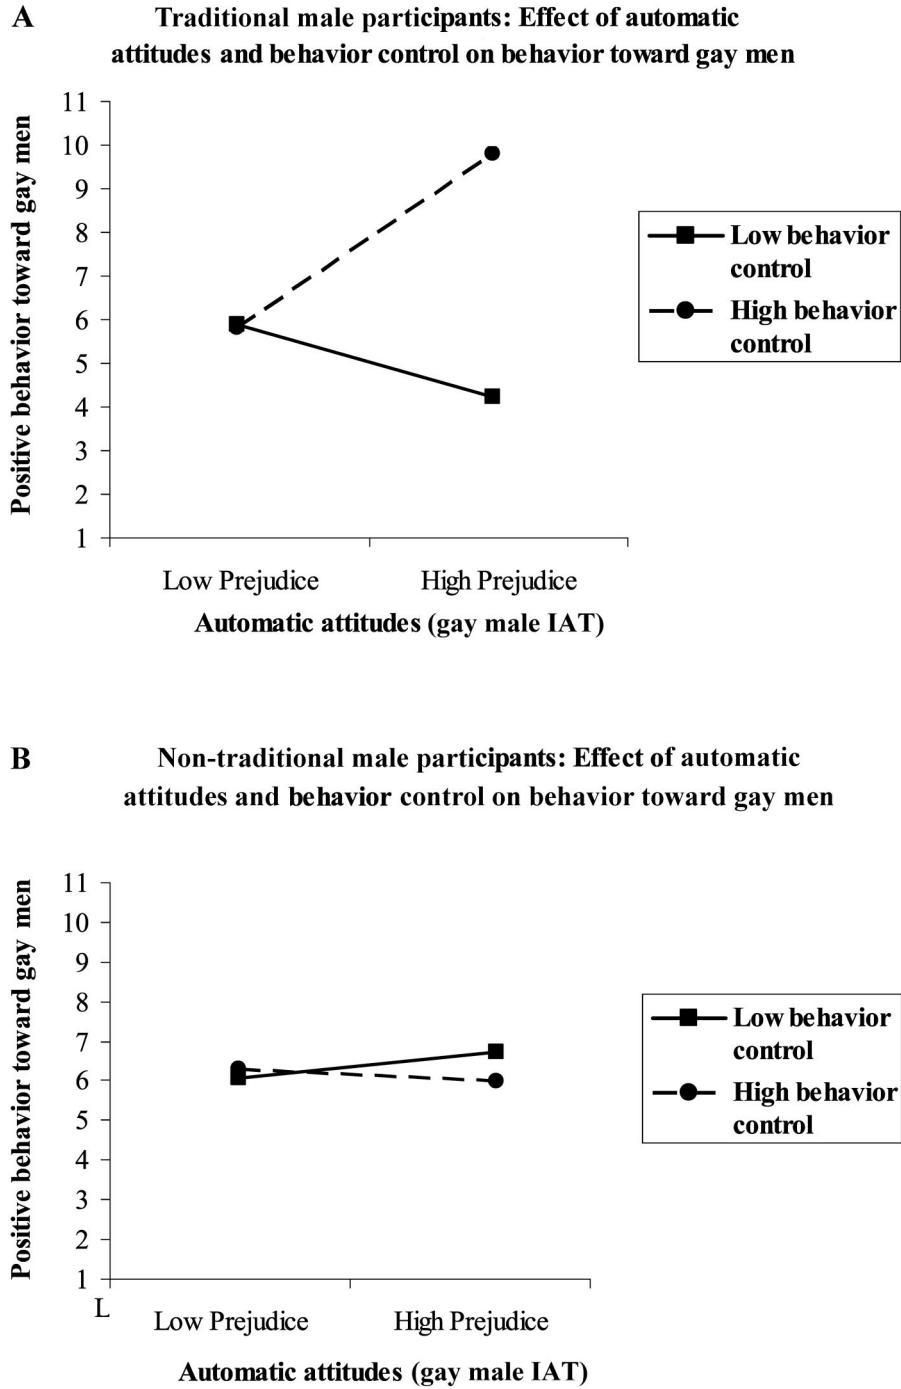 A
Traditional male participants: Effect of automatic
attitudes and behavior control on behavior toward gay men
Positive behavior toward gay men
11
10
9
8
7
6
5
4
3
2
1
Low Prejudice
High Prejudice
Automatic attitudes (gay male IAT)
Low behavior
control
High behavior
control
B
Non-traditional male participants: Effect of automatic
attitudes and behavior control on behavior toward gay men
Positive behavior toward gay men
11
10
9
8
7
6
5
4
3
2
1
L
Low Prejudice
High Prejudice
Automatic attitudes (gay male IAT)
Low behavior
control
High behavior
control